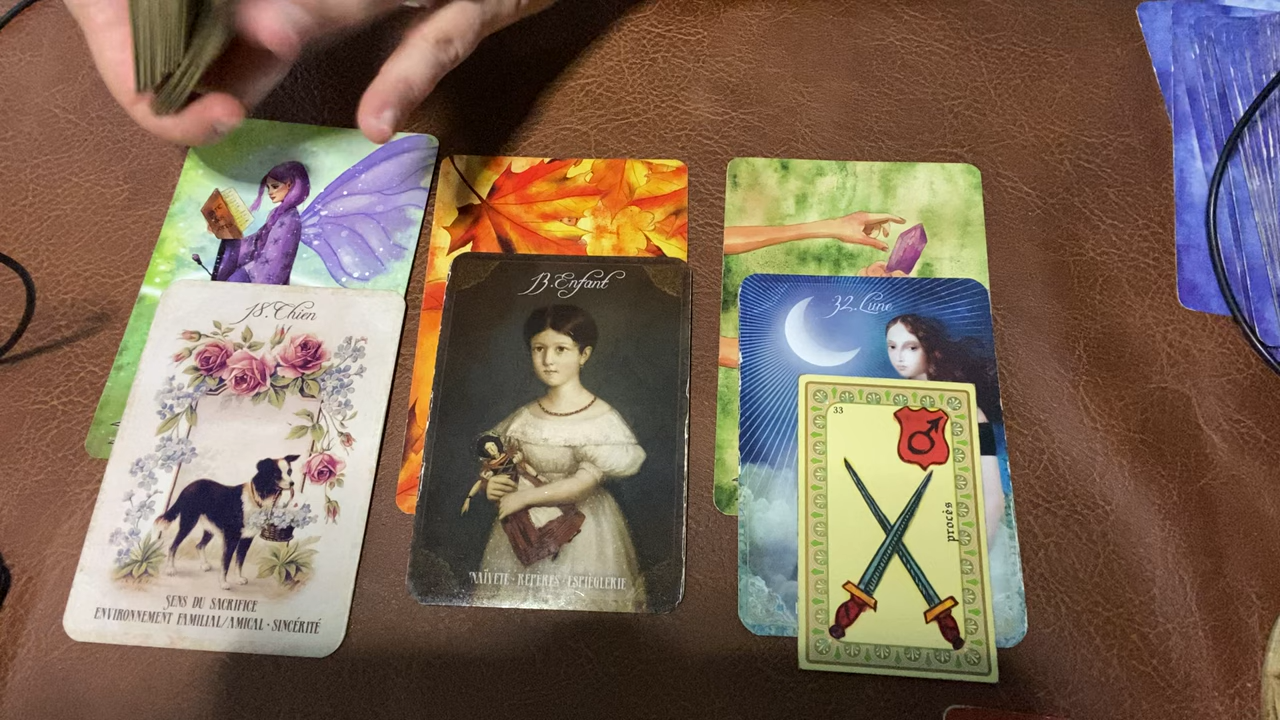 18.Chien
SENS DU SACRIFICE
ENVIRONNEMENT FAMILIAL/AMICAL · SINCÉRITÉ
13.Enfant
NAÏVETÉ · REPÈRES · ESPIÈGLERIE
32.Lune
33
procès